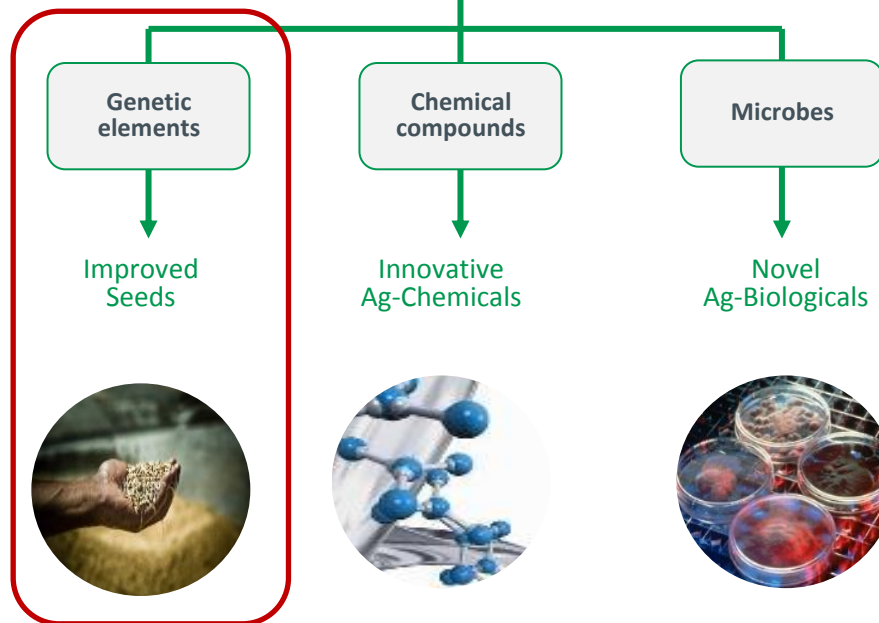 Genetic
elements
Chemical
compounds
Microbes
Improved
Seeds
Innovative
Ag-Chemicals
Novel
Ag-Biologicals